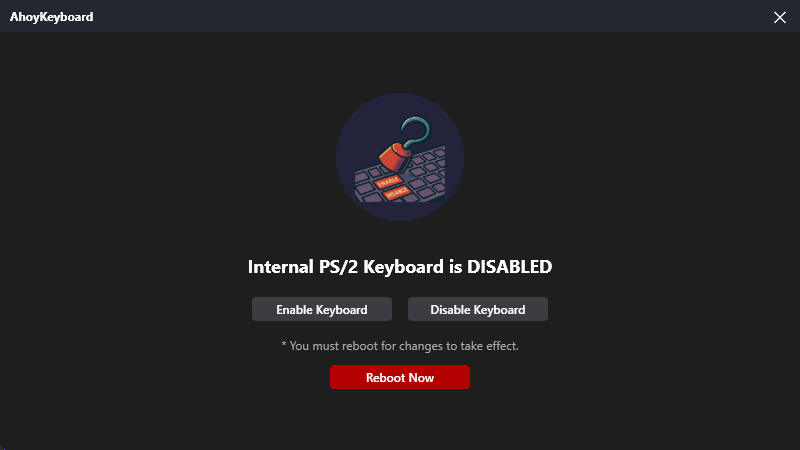 AhoyKeyboard
ENABLE
DISABLE
Internal PS/2 Keyboard is DISABLED
Enable Keyboard
Disable Keyboard
* You must reboot for changes to take effect.
Reboot Now